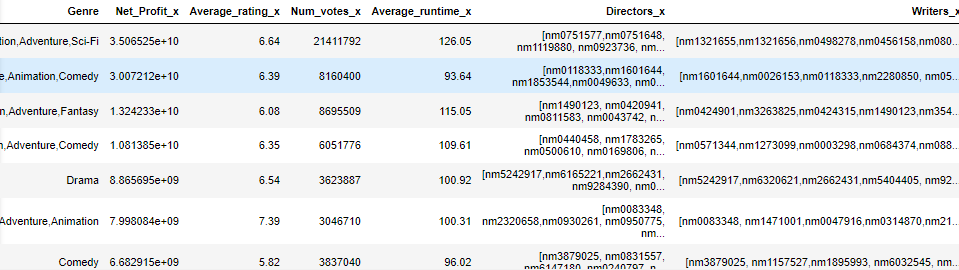 Genre Net_Profit_x Average_rating_x Num_votes_x Average_runtime_x Directors_x Writers_x
ion,Adventure,Sci-Fi 3.506525e+10 6.64 21411792 126.05 [nm0751577,nm0751648, nm1119880, nm0923736, nm... [nm1321655,nm1321656,nm0498278,nm0456158,nm080...
e,Animation,Comedy 3.007212e+10 6.39 8160400 93.64 [nm0118333,nm1601644, nm1853544,nm0049633, nm0... [nm1601644,nm0026153,nm0118333,nm2280850, nm05...
n,Adventure,Fantasy 1.324233e+10 6.08 8695509 115.05 [nm1490123, nm0420941, nm0811583, nm0043742, n... [nm0424901,nm3263825,nm0424315,nm1490123,nm354...
n,Adventure,Comedy 1.081385e+10 6.35 6051776 109.61 [nm0440458, nm1783265, nm0500610, nm0169806, n... [nm0571344,nm1273099,nm0003298,nm0684374,nm088...
Drama 8.865695e+09 6.54 3623887 100.92 [nm5242917,nm6165221,nm2662431, nm9284390, nm0... [nm5242917,nm6320621,nm2662431,nm5404405, nm92...
Adventure,Animation 7.998084e+09 7.39 3046710 100.31 [nm0083348, nm2320658,nm0930261, nm0950775, nm... [nm0083348, nm1471001,nm0047916,nm0314870,nm21...
Comedy 6.682915e+09 5.82 3837040 96.02 [nm3879025, nm0831557, nm6147180, nm0240797, n... [nm3879025, nm1157527,nm1895993, nm6032545, nm...